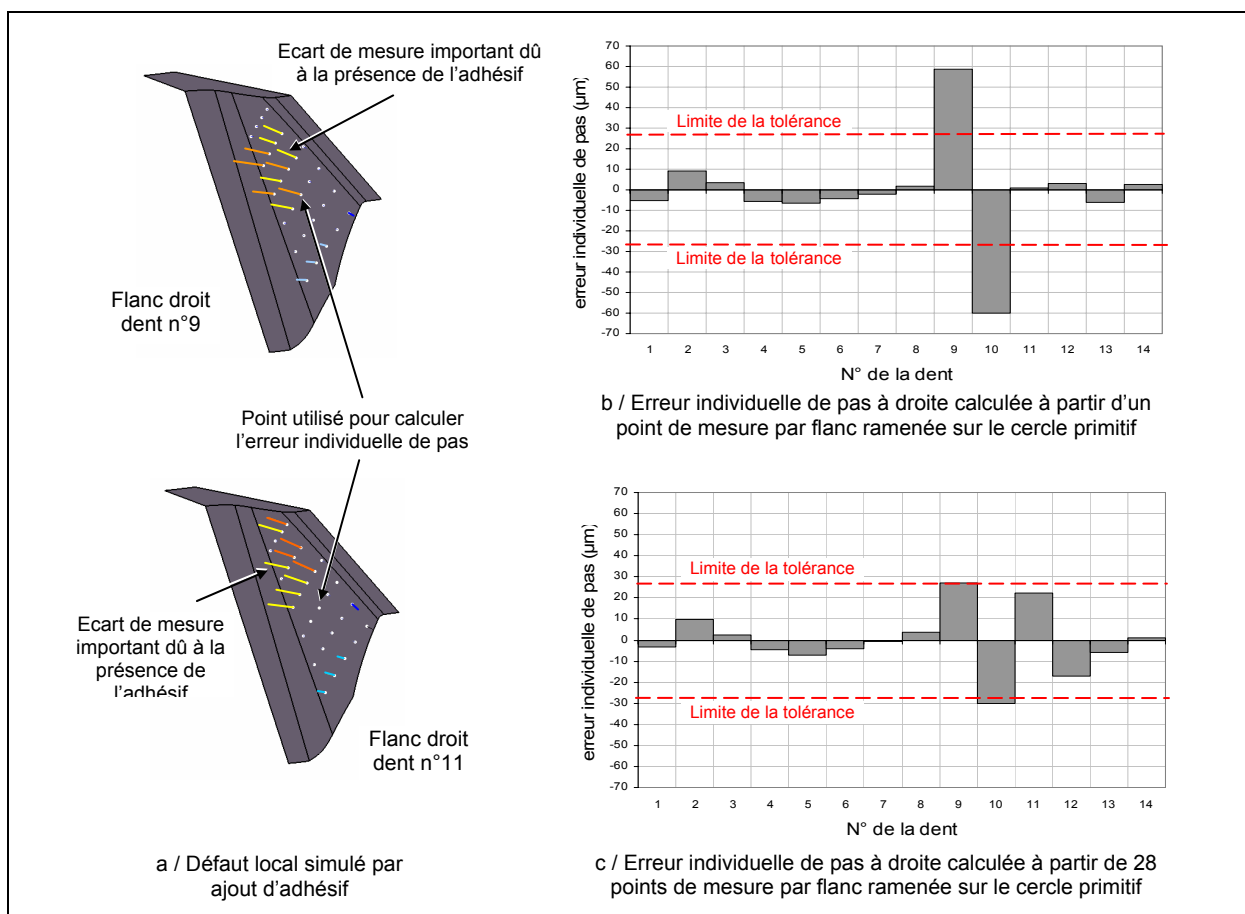 Ecart de mesure important dû
à la présence de l'adhésif
Flanc droit
dent n°9
Point utilisé pour calculer
l'erreur individuelle de pas
Ecart de mesure
important dû à la
présence de
l'adhésif
Flanc droit
dent n°11
a / Défaut local simulé par
ajout d'adhésif
erreur individuelle de pas (µm)
70
60
50
40
30
20
10
0
-10
-20
-30
-40
-50
-60
-70
Limite de la tolérance
Limite de la tolérance
1 2 3 4 5 6 7 8 9 10 11 12 13 14
N° de la dent
b / Erreur individuelle de pas à droite calculée à partir d'un
point de mesure par flanc ramenée sur le cercle primitif
erreur individuelle de pas (µm)
70
60
50
40
30
20
10
0
-10
-20
-30
-40
-50
-60
-70
Limite de la tolérance
Limite de la tolérance
1 2 3 4 5 6 7 8 9 10 11 12 13 14
N° de la dent
c / Erreur individuelle de pas à droite calculée à partir de 28
points de mesure par flanc ramenée sur le cercle primitif